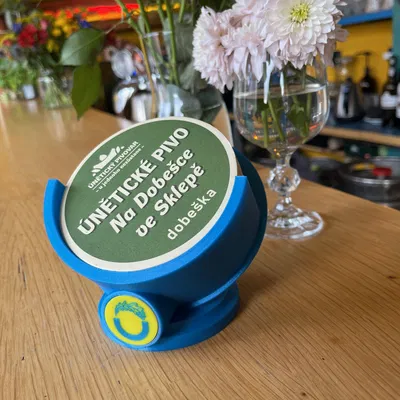 ÚNĚTICKÝ PIVOVAR
ÚNĚTICKÉ PIVO
Na Dobešce
ve Sklepě
dobeška